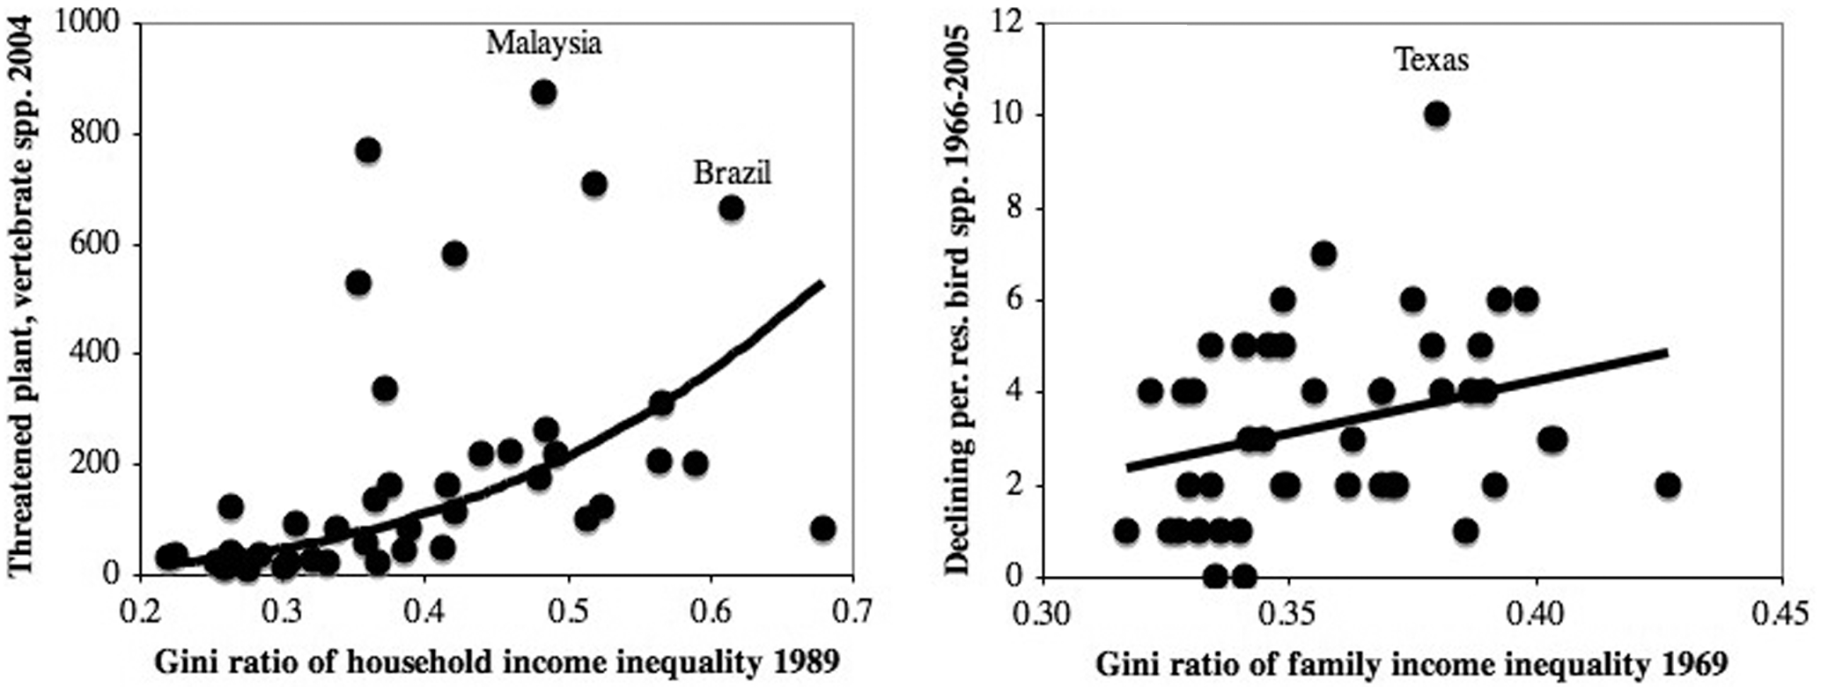 Threatened plant, vertebrate spp. 2004
1000
800
600
400
200
0
Malaysia
Brazil
0.2 0.3 0.4 0.5 0.6 0.7
Gini ratio of household income inequality 1989
Declining per. res. bird spp. 1966-2005
12
10
8
6
4
2
0
Texas
0.30 0.35 0.40 0.45
Gini ratio of family income inequality 1969